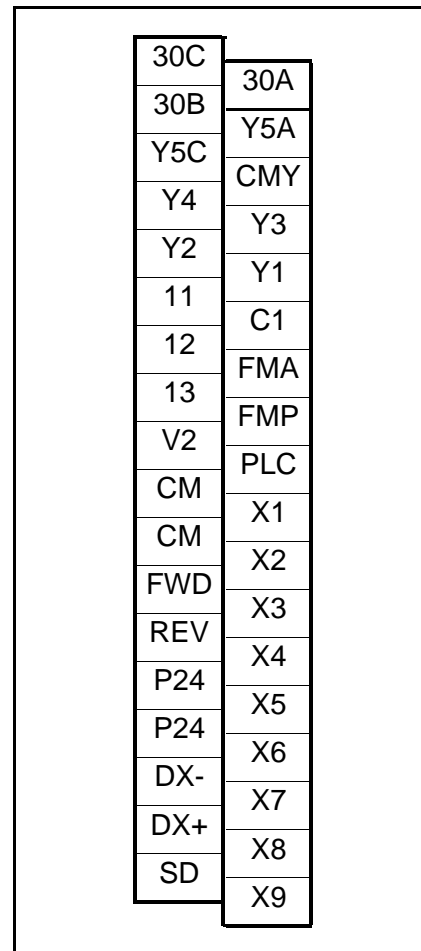 30C
30A
30B
Y5A
Y5C
CMY
Y4
Y3
Y2
Y1
11
C1
12
FMA
13
FMP
V2
PLC
CM
X1
CM
X2
FWD
X3
REV
X4
P24
X5
P24
X6
DX-
X7
DX+
X8
SD
X9